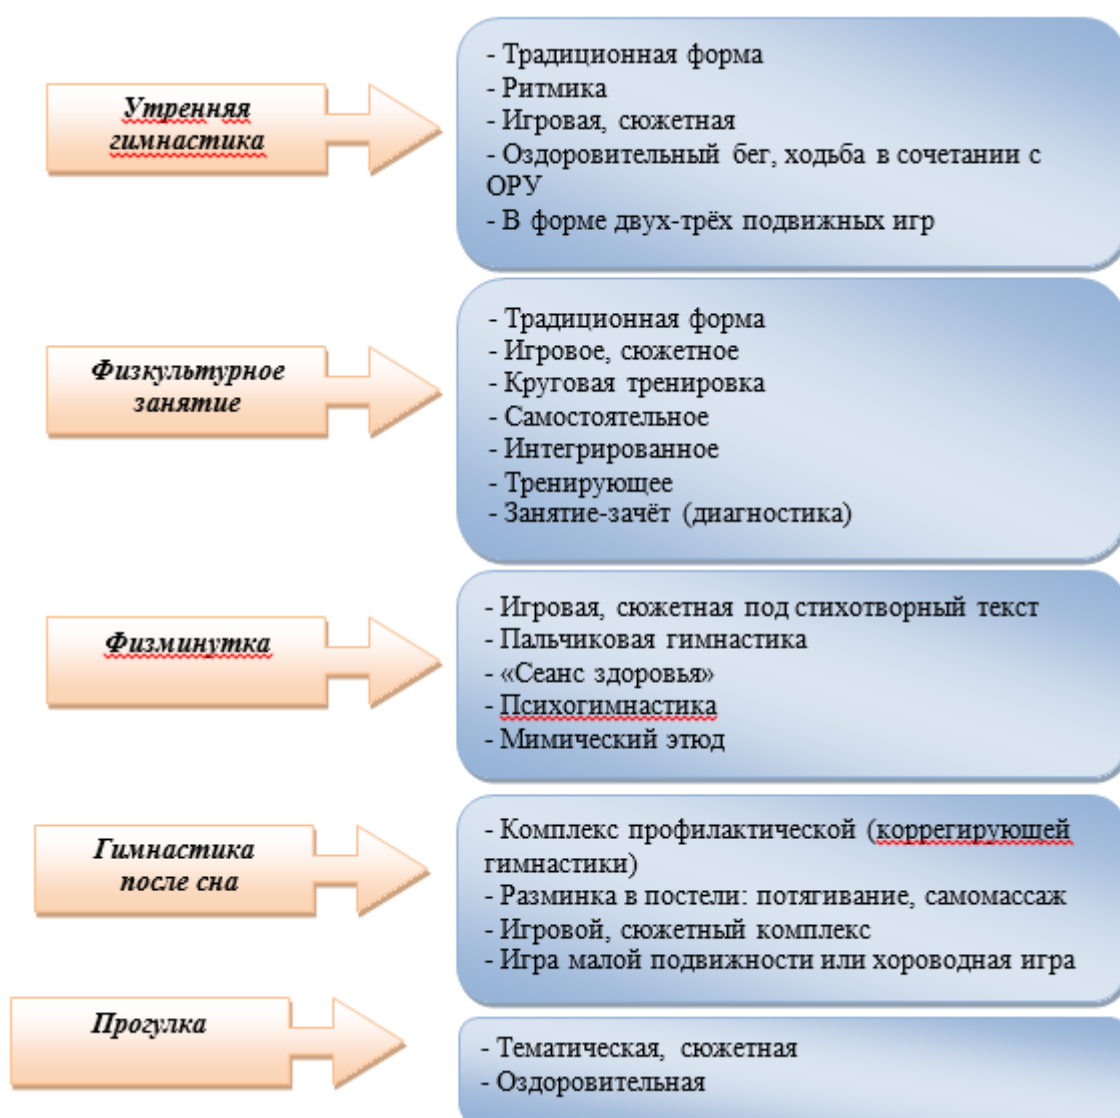 Утренняя
гимнастика
- Традиционная форма
- Ритмика
- Игровая, сюжетная
- Оздоровительный бег, ходьба в сочетании с
ОРУ
- В форме двух-трёх подвижных игр
Физкультурное
занятие
- Традиционная форма
- Игровое, сюжетное
- Круговая тренировка
- Самостоятельное
- Интегрированное
- Тренирующее
- Занятие-зачёт (диагностика)
Физминутка
- Игровая, сюжетная под стихотворный текст
- Пальчиковая гимнастика
- «Сеанс здоровья»
- Психогимнастика
- Мимический этюд
Гимнастика
после сна
- Комплекс профилактической (коррегирующей
гимнастики)
- Разминка в постели: потягивание, самомассаж
- Игровой, сюжетный комплекс
- Игра малой подвижности или хороводная игра
Прогулка
- Тематическая, сюжетная
- Оздоровительная